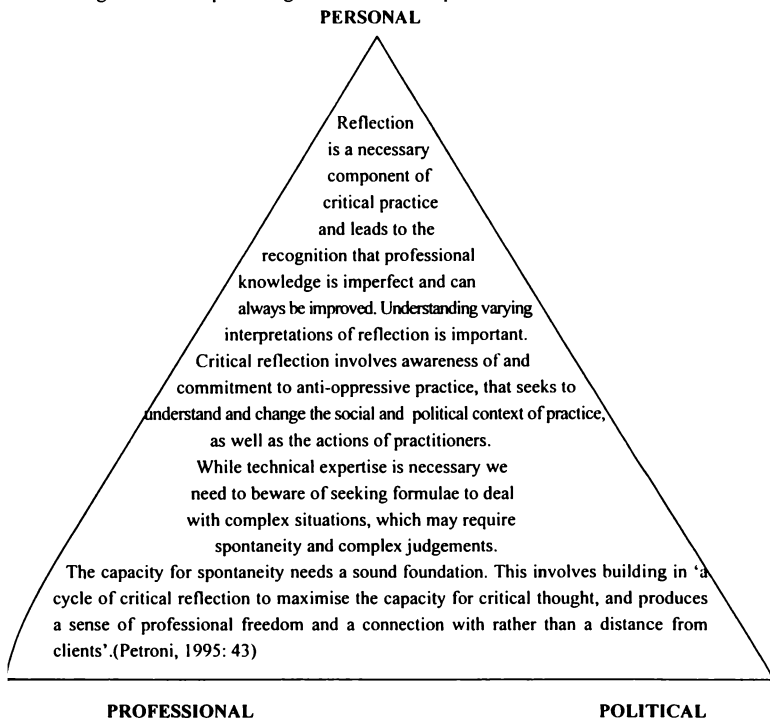 PERSONAL
Reflection
is a necessary
component of
critical practice
and leads to the
recognition that professional
knowledge is imperfect and can
always be improved. Understanding varying
interpretations of reflection is important.
Critical reflection involves awareness of and
commitment to anti-oppressive practice, that seeks to
understand and change the social and political context of practice,
as well as the actions of practitioners.
While technical expertise is necessary we
need to beware of seeking formulae to deal
with complex situations, which may require
spontaneity and complex judgements.
The capacity for spontaneity needs a sound foundation. This involves building in ‘a
cycle of critical reflection to maximise the capacity for critical thought, and produces
a sense of professional freedom and a connection with rather than a distance from
clients’.(Petroni, 1995: 43)
PROFESSIONAL POLITICAL